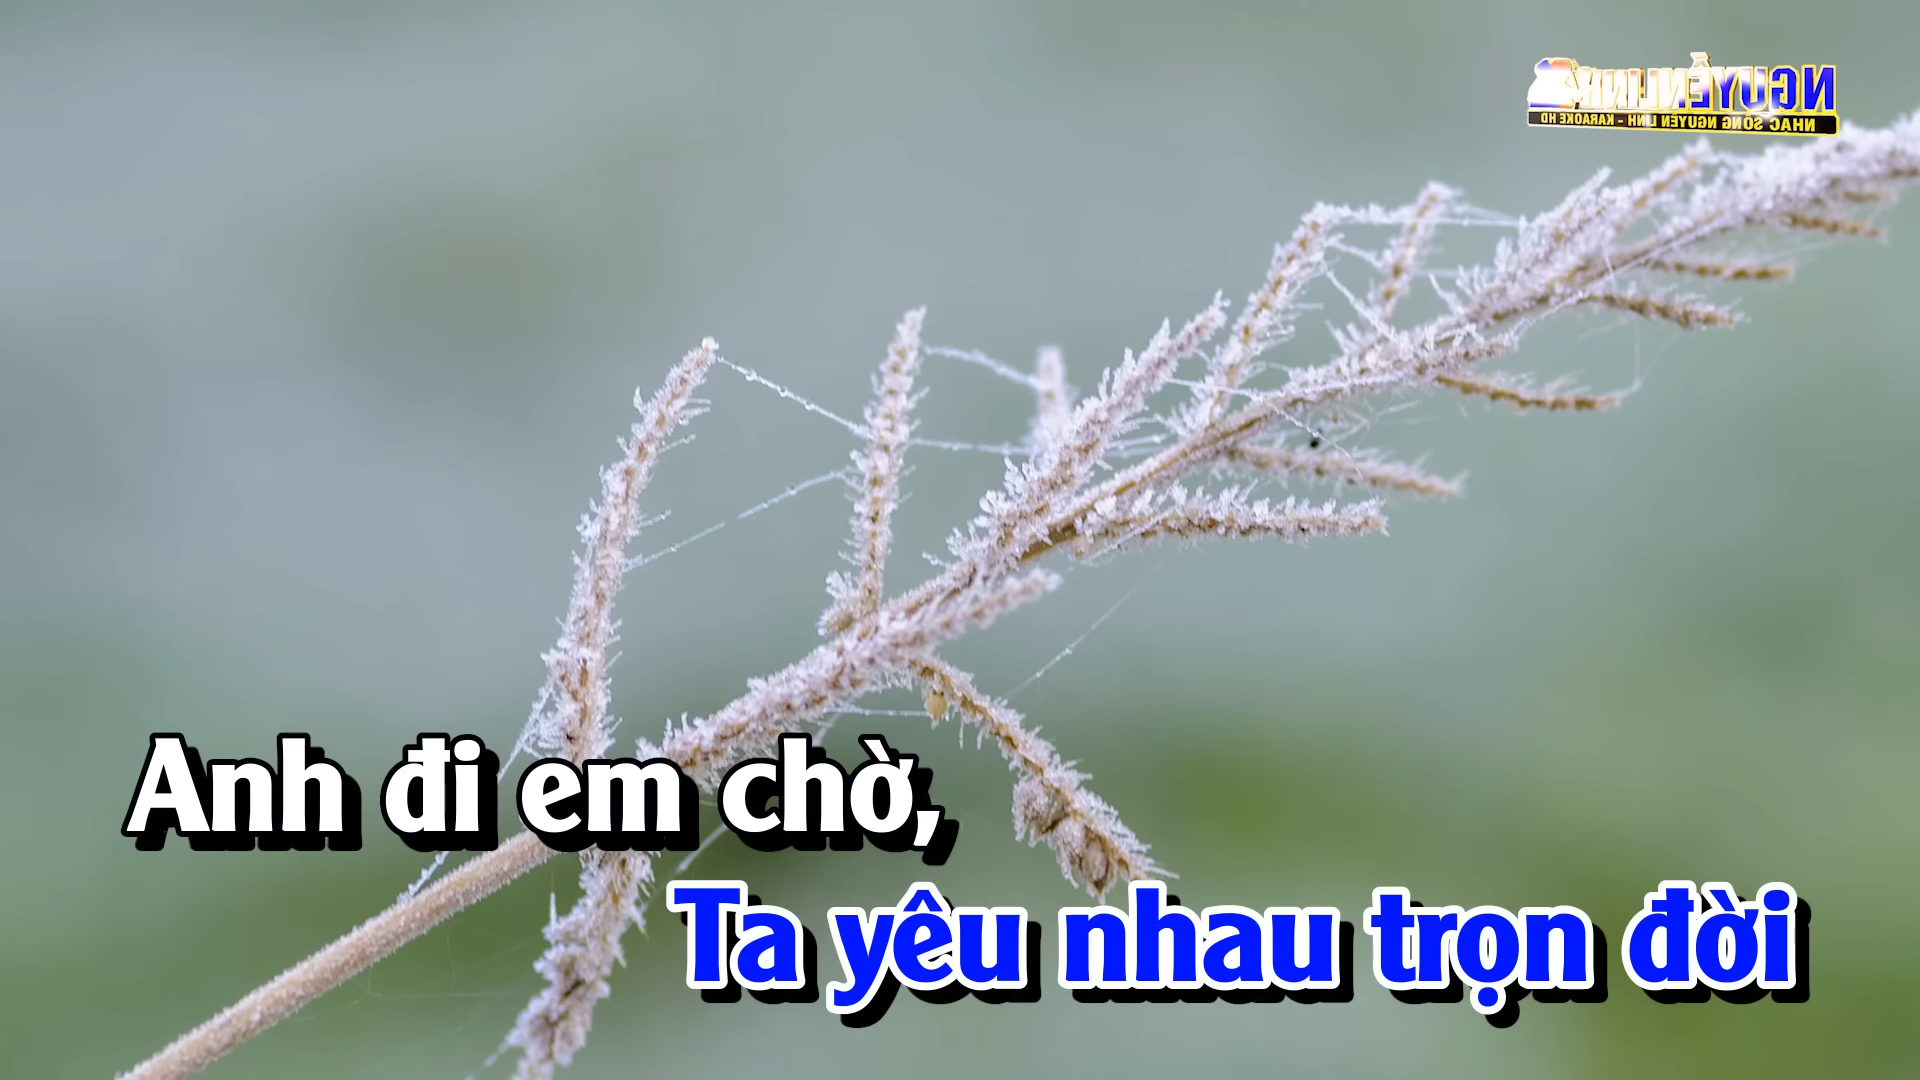 NGUYỄN LINH
NHẠC SỐNG NGUYỄN LINH - KARAOKE HD
Anh đi em chờ,
Ta yêu nhau trọn đời